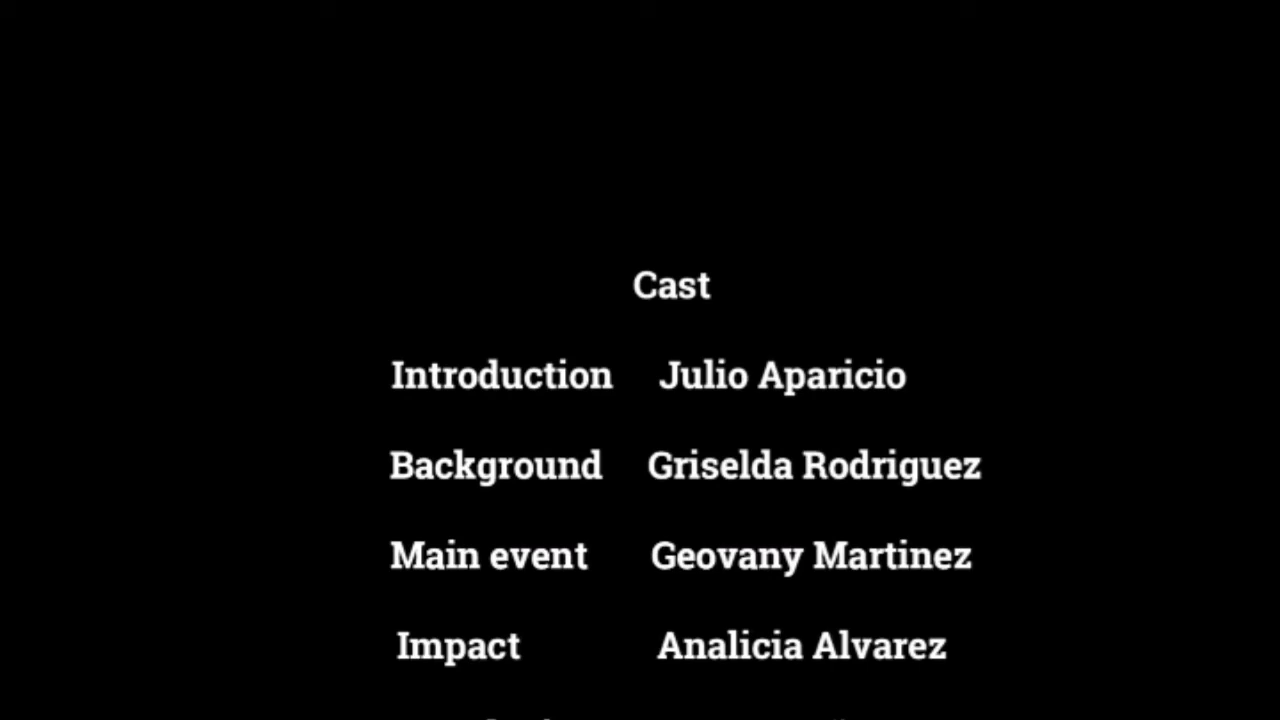 Cast
Introduction Julio Aparicio
Background Griselda Rodriguez
Main event Geovany Martinez
Impact Analicia Alvarez